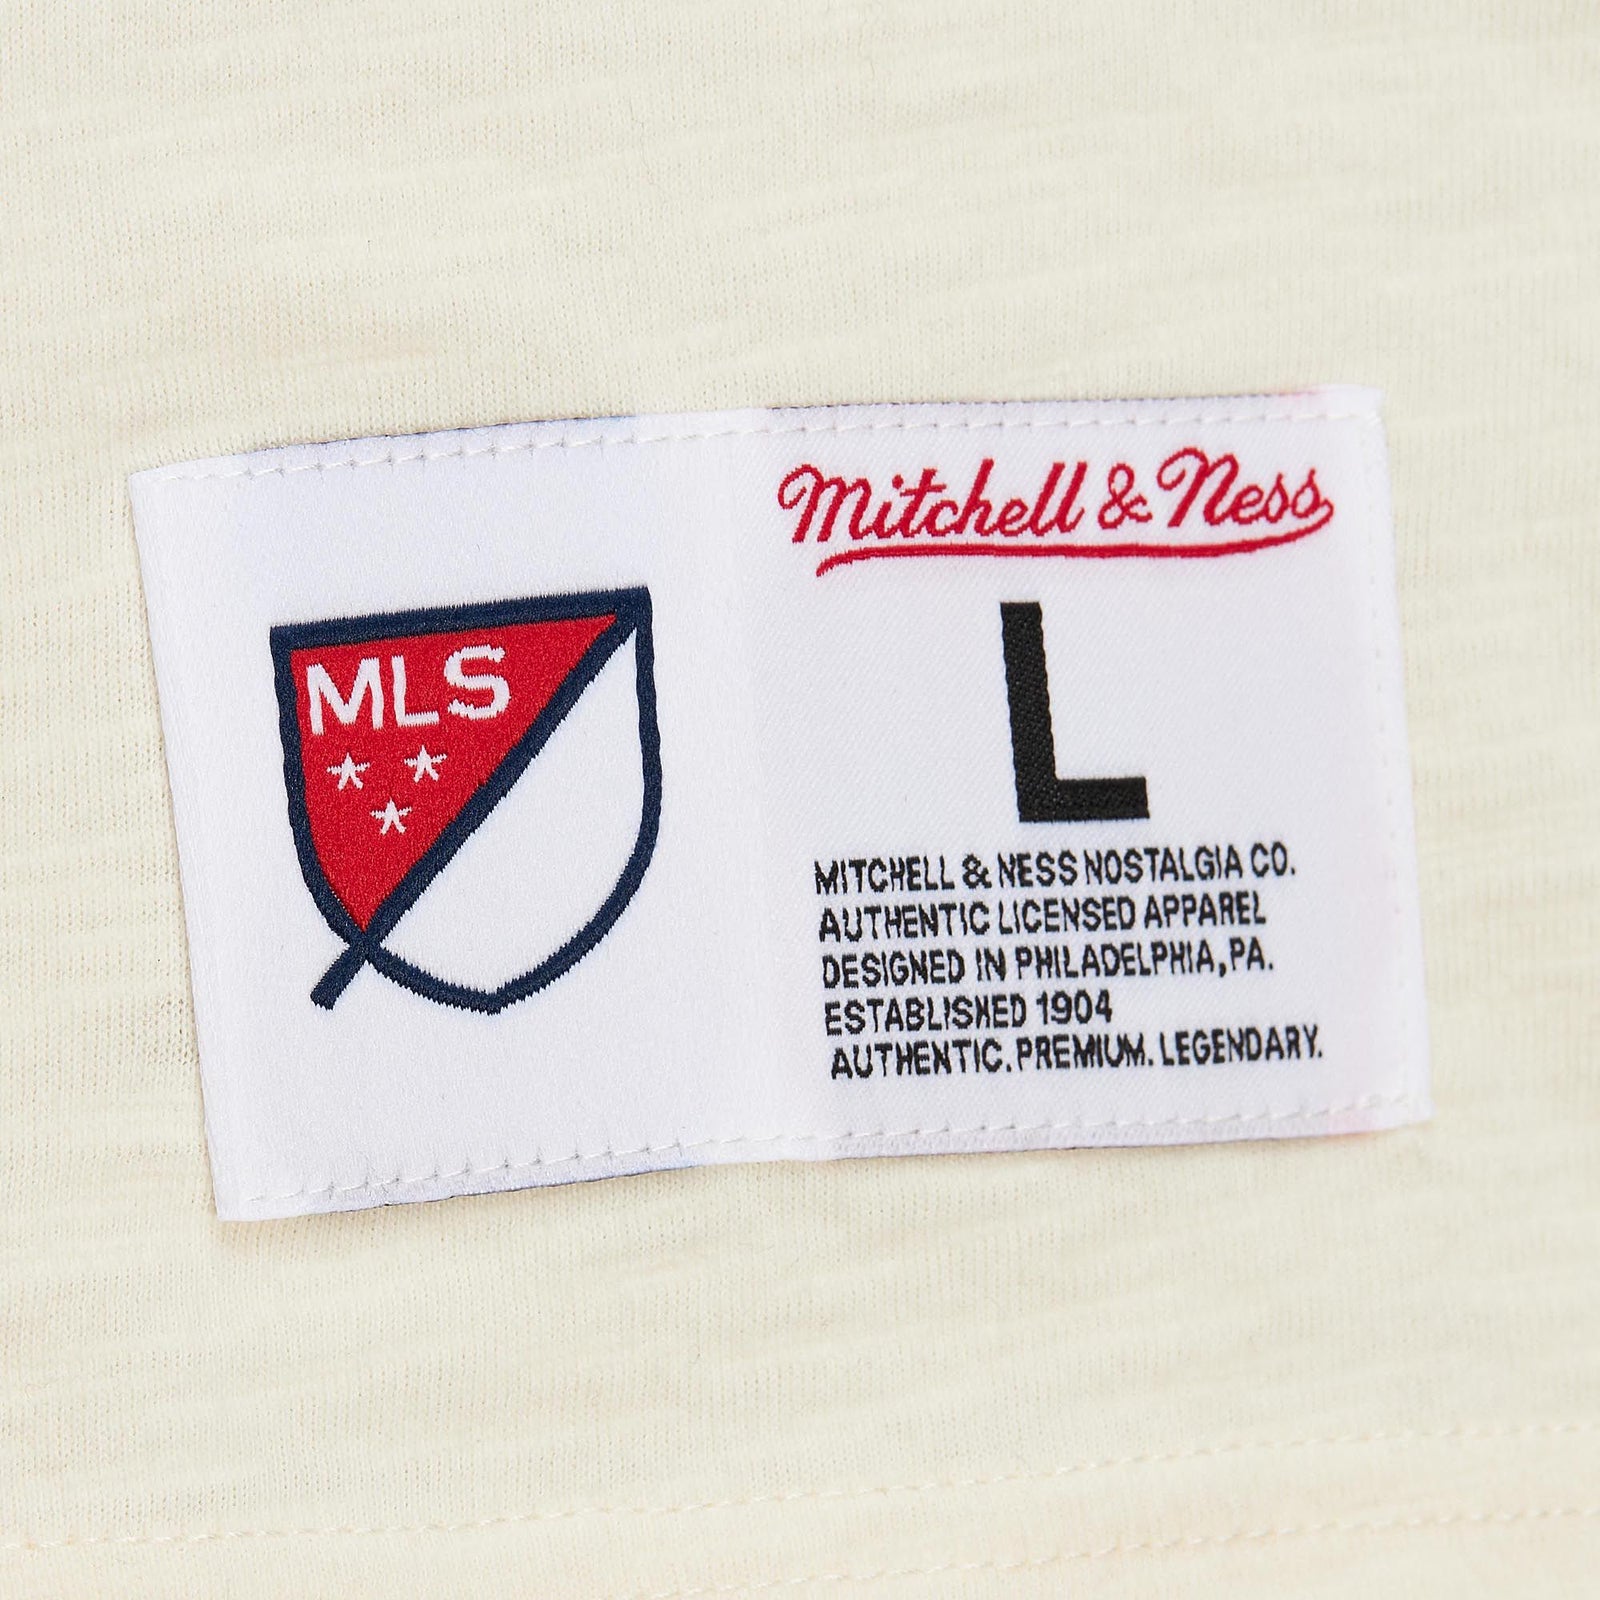 MLS
Mitchell & Ness
L
MITCHELL & NESS NOSTALGIA CO.
AUTHENTIC LICENSED APPAREL
DESIGNED IN PHILADELPHIA, PA.
ESTABLISHED 1904
AUTHENTIC. PREMIUM. LEGENDARY.